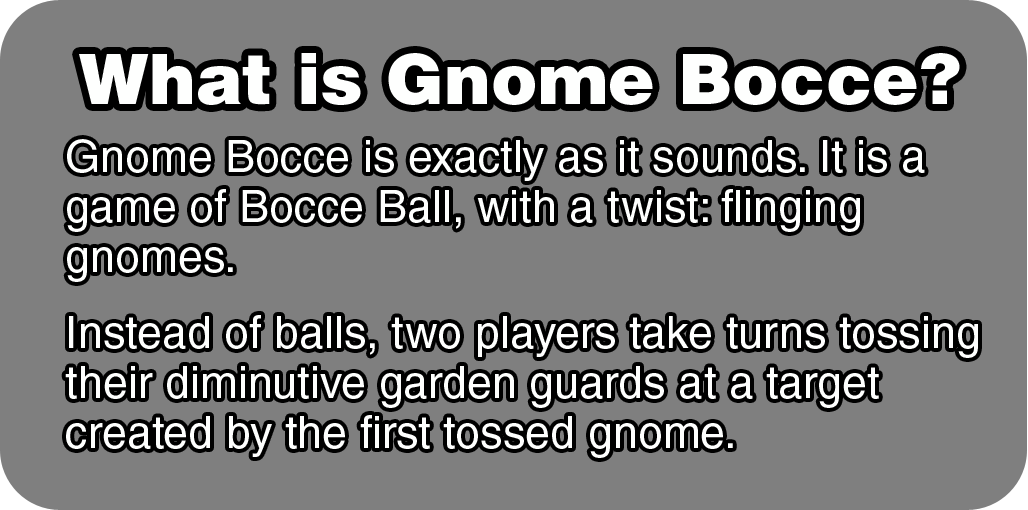 What is Gnome Bocce?
Gnome Bocce is exactly as it sounds. It is a
game of Bocce Ball, with a twist: flinging
gnomes.
Instead of balls, two players take turns tossing
their diminutive garden guards at a target
created by the first tossed gnome.